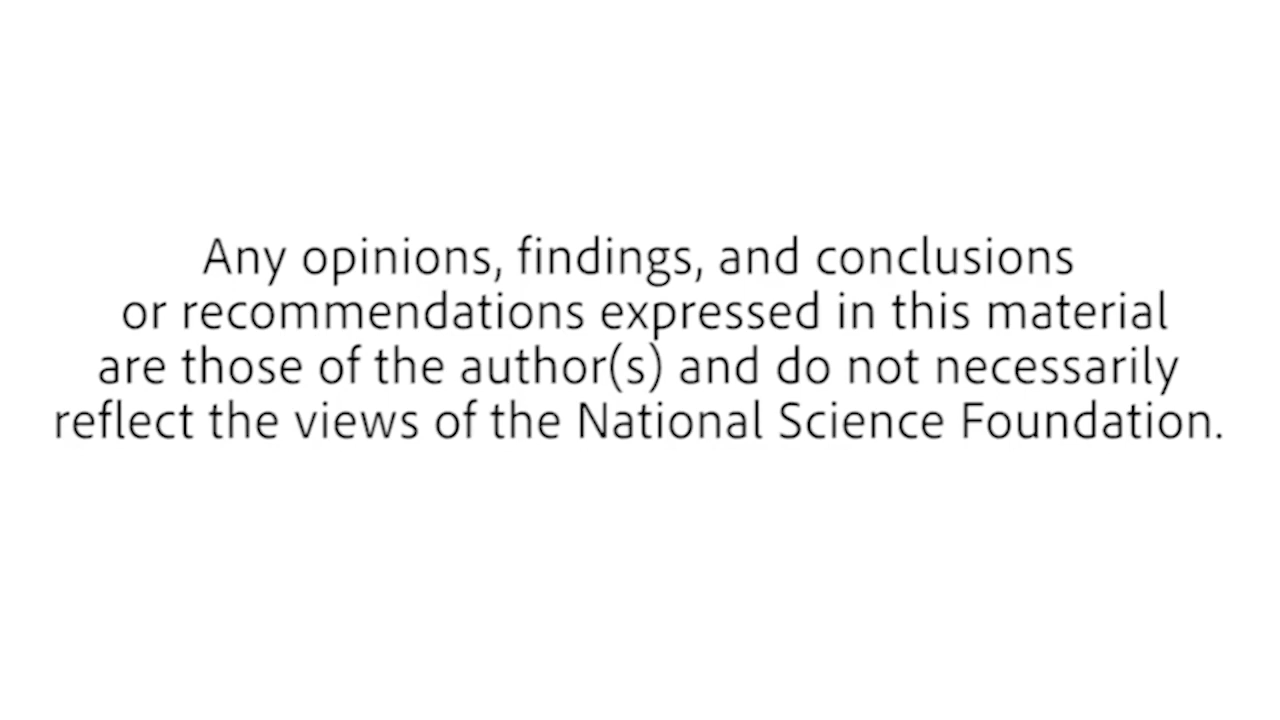 Any opinions, findings, and conclusions
or recommendations expressed in this material
are those of the author(s) and do not necessarily
reflect the views of the National Science Foundation.